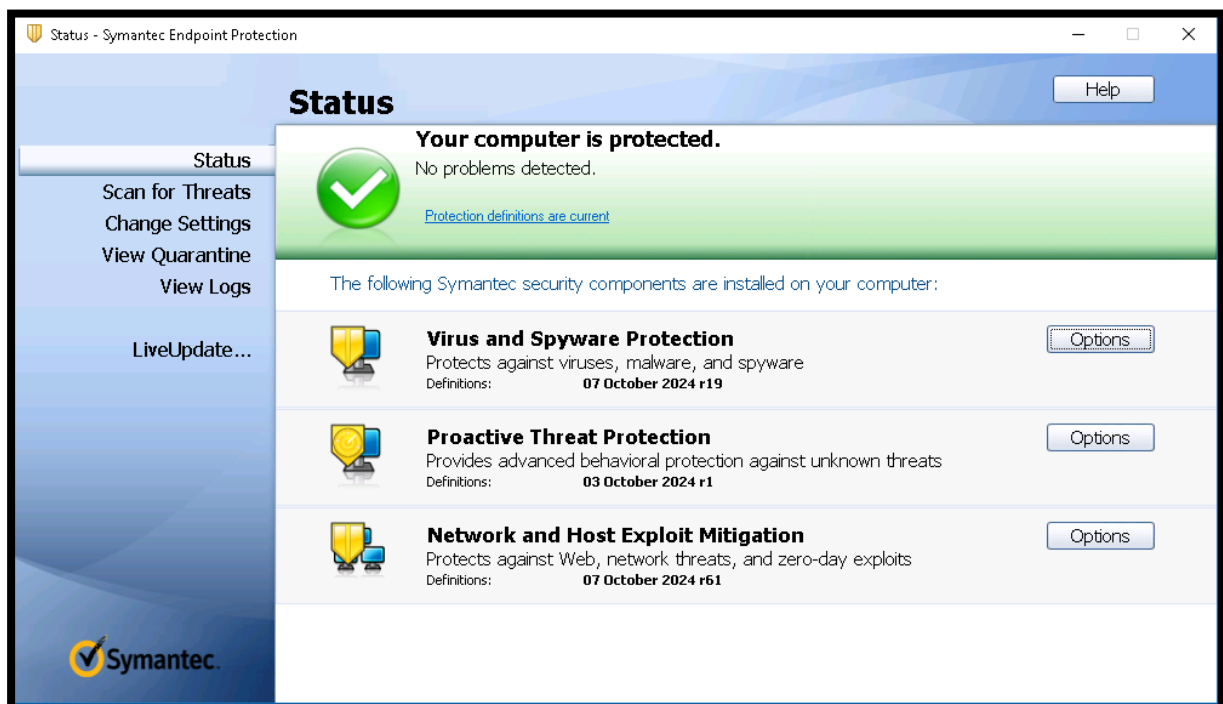 Status - Symantec Endpoint Protection
Status
Help
Status
Scan for Threats
Change Settings
View Quarantine
View Logs
LiveUpdate...
Symantec.
Your computer is protected.
No problems detected.
Protection definitions are current
The following Symantec security components are installed on your computer:
Virus and Spyware Protection
Protects against viruses, malware, and spyware
Definitions: 07 October 2024 r19
Options
Proactive Threat Protection
Provides advanced behavioral protection against unknown threats
Definitions: 03 October 2024 r1
Options
Network and Host Exploit Mitigation
Protects against Web, network threats, and zero-day exploits
Definitions: 07 October 2024 r61
Options